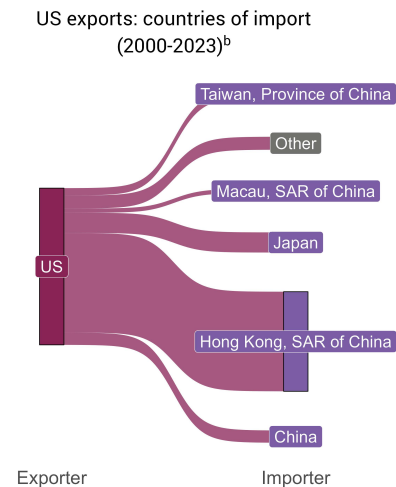 US exports: countries of import
(2000-2023)ᵇ
Taiwan, Province of China
Other
Macau, SAR of China
Japan
US
Hong Kong, SAR of China
China
Exporter
Importer